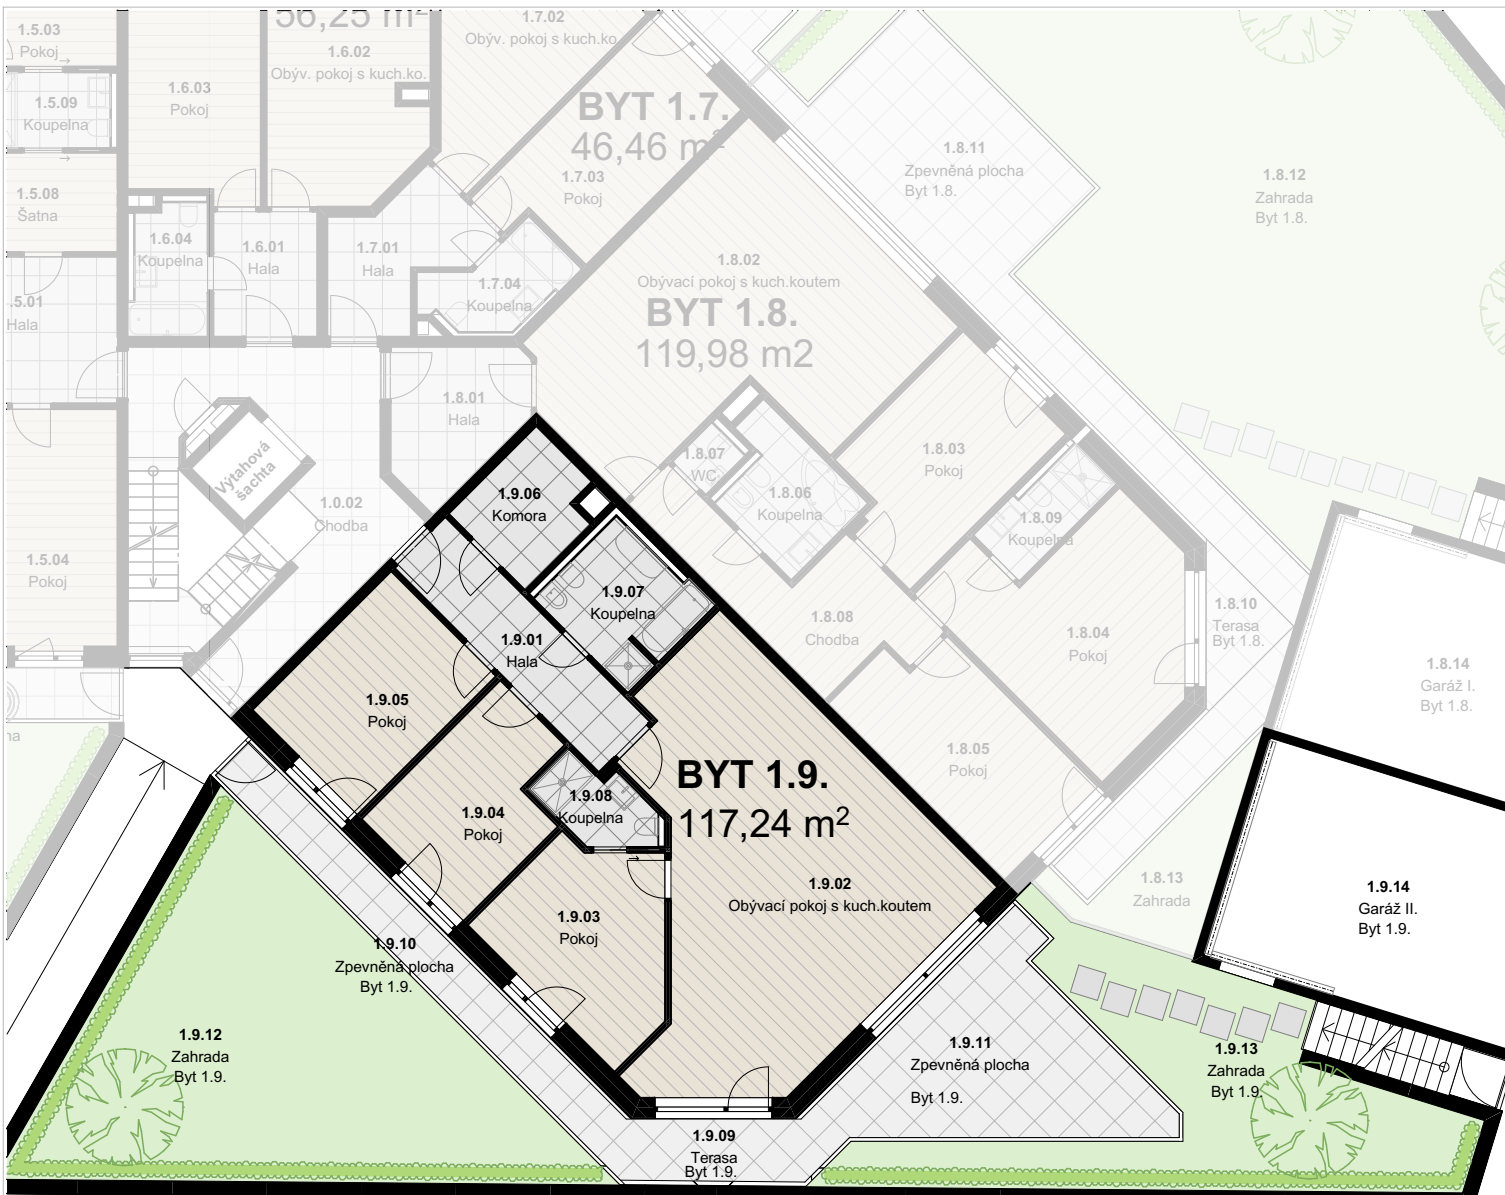 56,25 m²
1.5.03
Pokoj
1.5.09
Koupelna
1.5.08
Šatna
.5.01
Hala
1.5.04
Pokoj
1.6.03
Pokoj
1.6.02
Obýv. pokoj s kuch.ko.
1.6.04
Koupelna
1.6.01
Hala
1.7.02
Obýv. pokoj s kuch.ko
BYT 1.7.
46,46 m²
1.7.03
Pokoj
1.7.01
Hala
1.7.04
Koupelna
1.8.11
Zpevněná plocha
Byt 1.8.
1.8.12
Zahrada
Byt 1.8.
1.8.02
Obývací pokoj s kuch.koutem
BYT 1.8.
119,98 m2
1.8.01
Hala
1.8.03
Pokoj
1.8.07
WC
1.8.06
Koupelna
1.8.09
Koupelna
1.8.08
Chodba
1.8.04
Pokoj
1.8.10
Terasa
Byt 1.8.
1.8.05
Pokoj
1.8.14
Garáž I.
Byt 1.8.
1.8.13
Zahrada
Výtahová
šachta
1.0.02
Chodba
1.9.06
Komora
1.9.07
Koupelna
1.9.01
Hala
1.9.05
Pokoj
1.9.04
Pokoj
1.9.08
Koupelna
BYT 1.9.
117,24 m²
1.9.02
Obývací pokoj s kuch.koutem
1.9.03
Pokoj
1.9.10
Zpevněná plocha
Byt 1.9.
1.9.12
Zahrada
Byt 1.9.
1.9.14
Garáž II.
Byt 1.9.
1.9.11
Zpevněná plocha
Byt 1.9.
1.9.13
Zahrada
Byt 1.9.
1.9.09
Terasa
Byt 1.9.